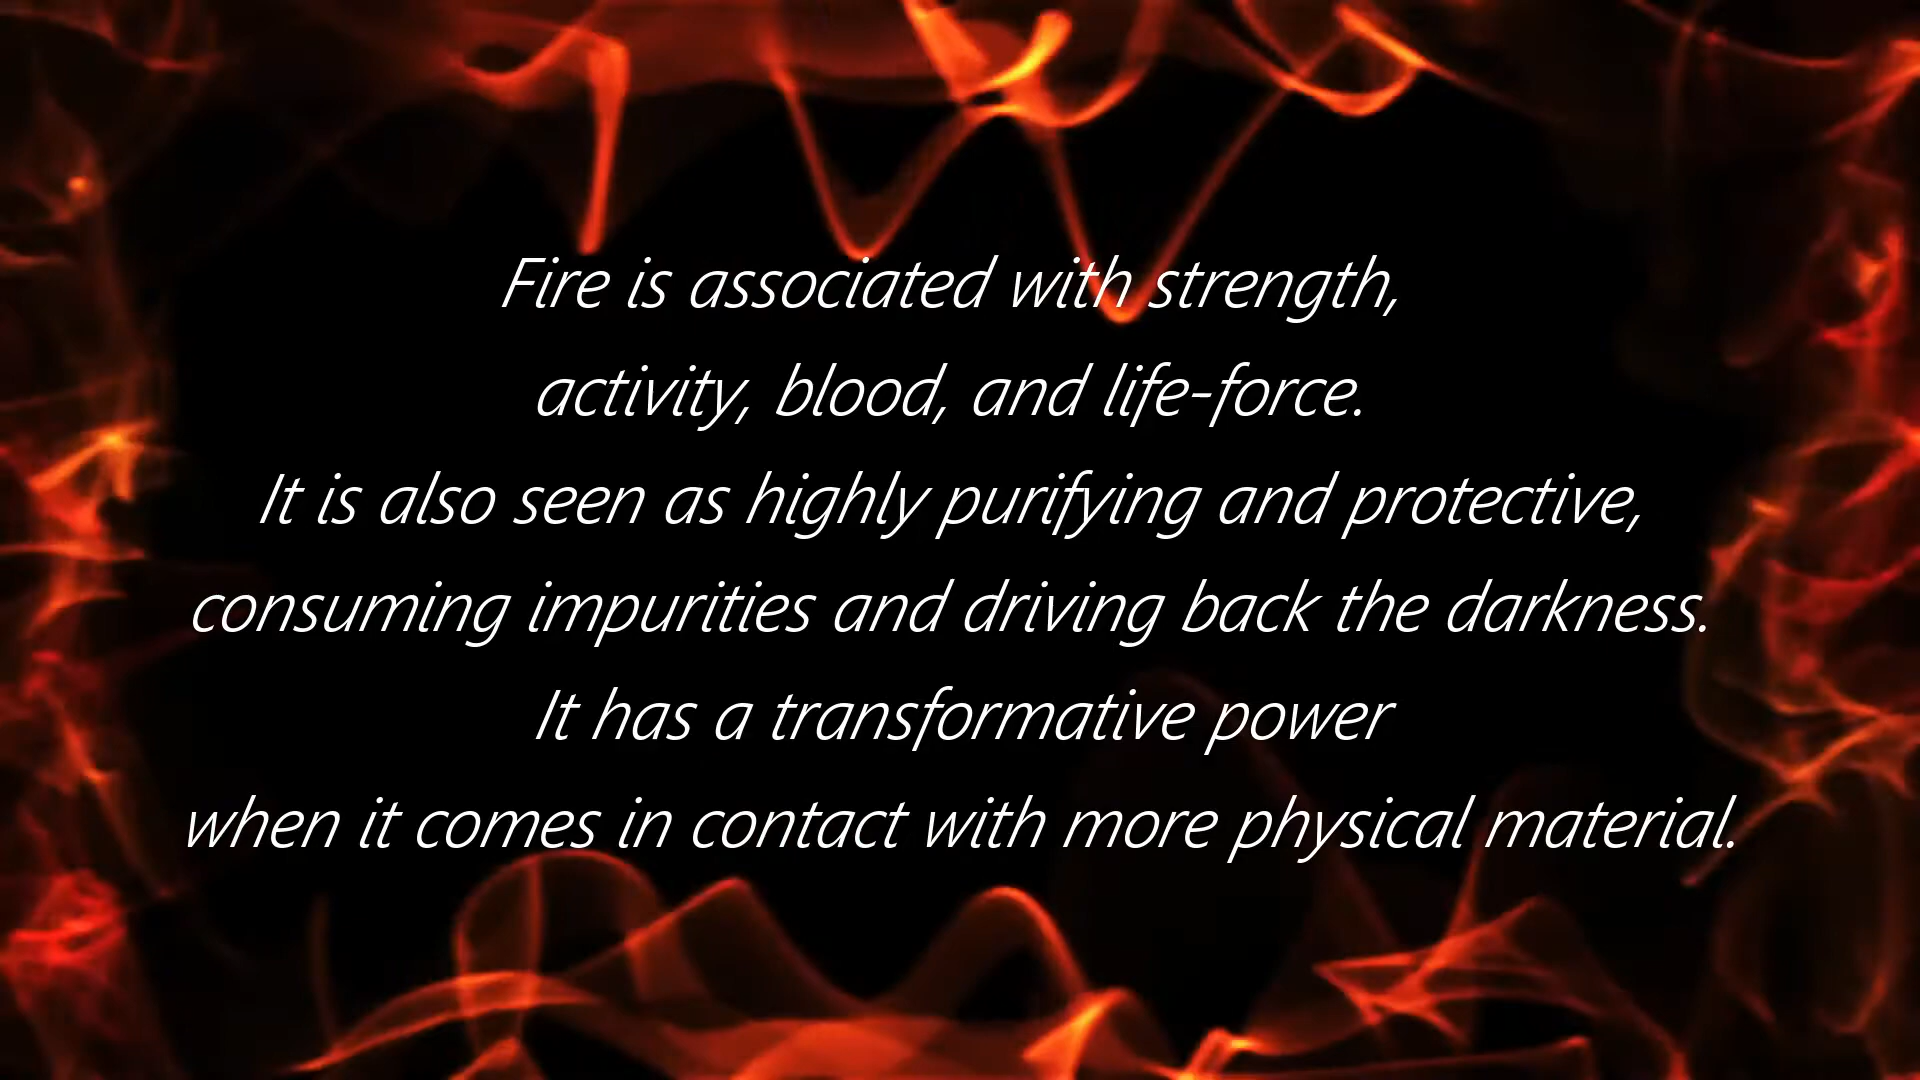 Fire is associated with strength,
activity, blood, and life-force.
It is also seen as highly purifying and protective,
consuming impurities and driving back the darkness.
It has a transformative power
when it comes in contact with more physical material.